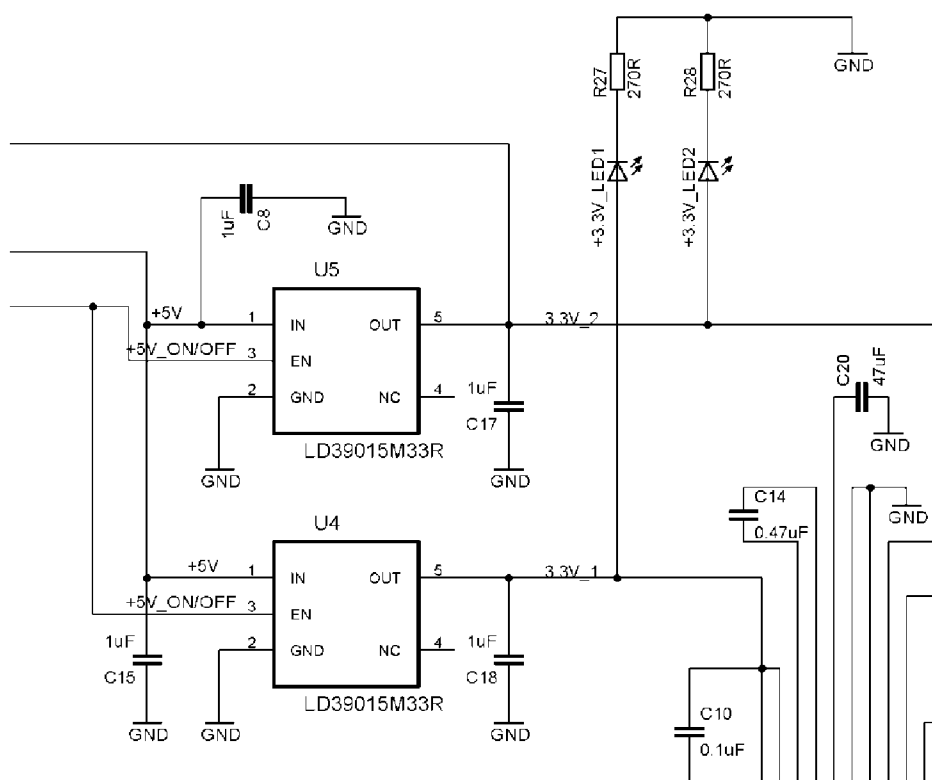 R27
270R
R28
270R
GND
+3.3V_LED1
+3.3V_LED2
1uF
C8
GND
U5
+5V
1
IN
OUT
5
3.3V_2
+5V_ON/OFF
3
EN
2
GND
NC
4
1uF
C17
LD39015M33R
GND
GND
C20
47uF
GND
C14
0.47uF
GND
U4
+5V
1
IN
OUT
5
3.3V_1
+5V_ON/OFF
3
EN
1uF
C15
2
GND
NC
4
1uF
C18
LD39015M33R
GND
GND
GND
C10
0.1uF